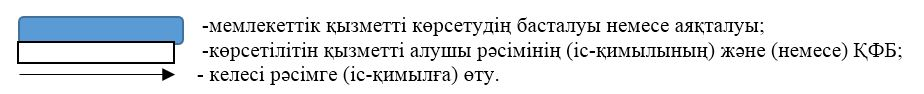 -мемлекеттік қызметті көрсетудің басталуы немесе аяқталуы;
-көрсетілітін қызметті алушы рәсімінің (іс-қимылының) және (немесе) ҚФБ;
- келесі рәсімге (іс-қимылға) өту.